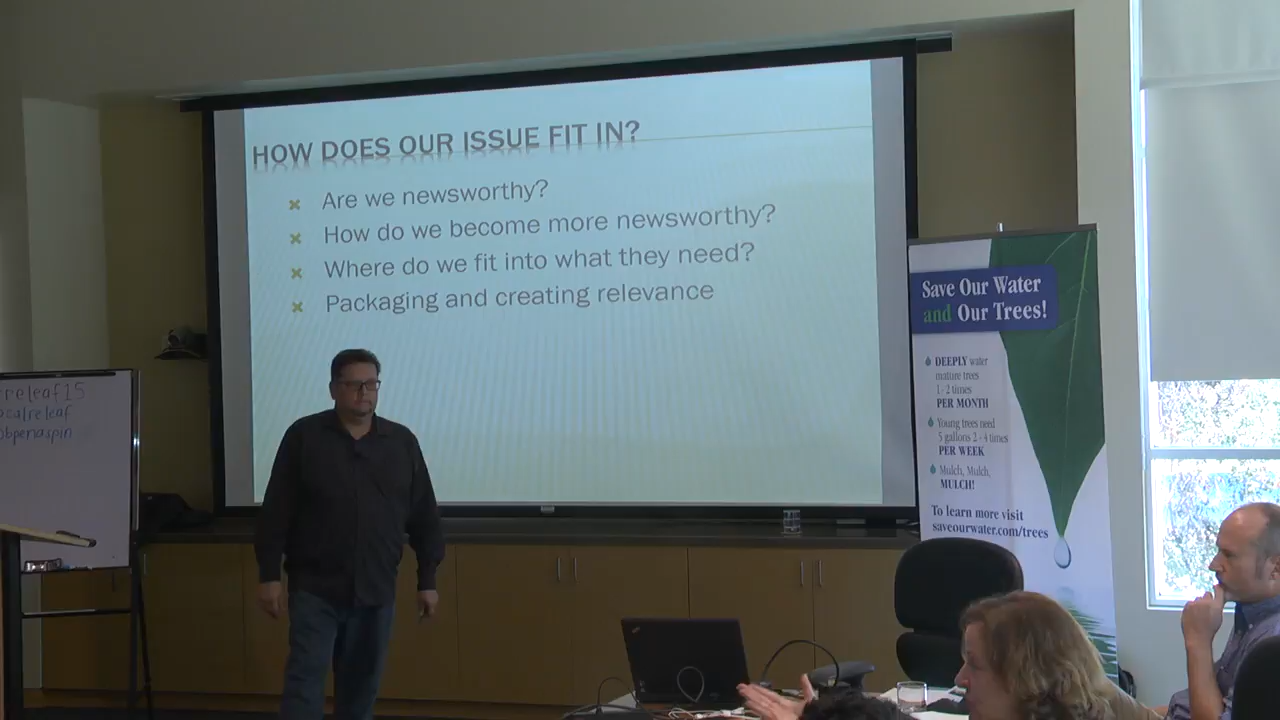 HOW DOES OUR ISSUE FIT IN?
Are we newsworthy?
How do we become more newsworthy?
Where do we fit into what they need?
Packaging and creating relevance
releaf15
calreleaf
bpenaspin
Save Our Water
and Our Trees!
DEEPLY water
mature trees
1 - 2 times
PER MONTH
Young trees need
5 gallons 2 - 4 times
PER WEEK
Mulch, Mulch,
MULCH!
To learn more visit
saveourwater.com/trees